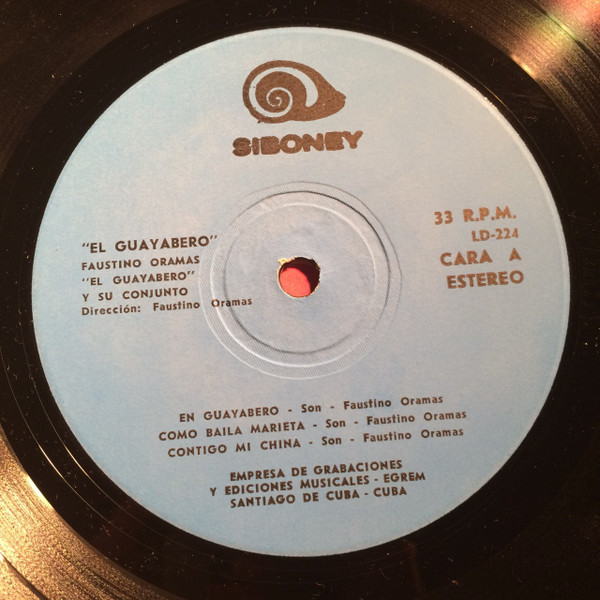 SIBONEY
"EL GUAYABERO"
FAUSTINO ORAMAS
"EL GUAYABERO"
Y SU CONJUNTO
Dirección: Faustino Oramas
33 R.P.M.
LD-224
CARA A
ESTEREO
EN GUAYABERO - Son - Faustino Oramas
COMO BAILA MARIETA - Son - Faustino Oramas
CONTIGO MI CHINA - Son - Faustino Oramas
EMPRESA DE GRABACIONES
Y EDICIONES MUSICALES - EGREM
SANTIAGO DE CUBA - CUBA